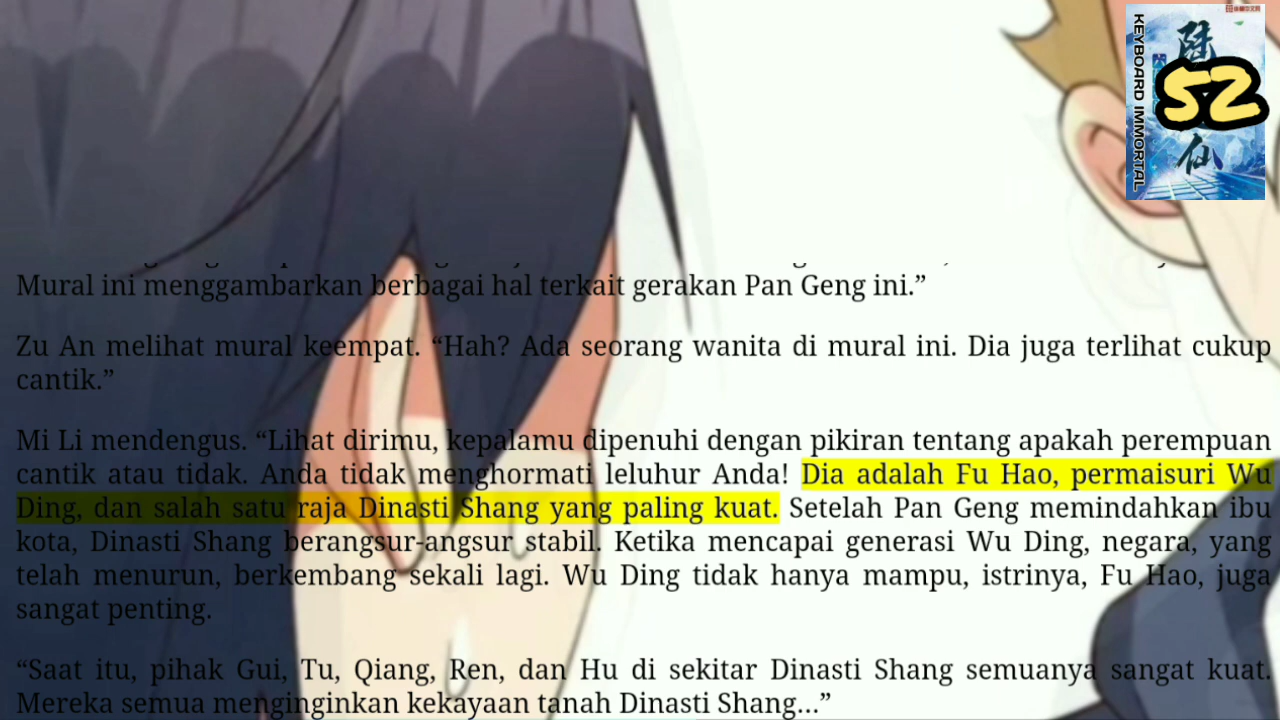 KEYBOARD IMMORTAL
52
仙
Mural ini menggambarkan berbagai hal terkait gerakan Pan Geng ini.”
Zu An melihat mural keempat. “Hah? Ada seorang wanita di mural ini. Dia juga terlihat cukup
cantik.”
Mi Li mendengus. “Lihat dirimu, kepalamu dipenuhi dengan pikiran tentang apakah perempuan
cantik atau tidak. Anda tidak menghormati leluhur Anda! Dia adalah Fu Hao, permaisuri Wu
Ding, dan salah satu raja Dinasti Shang yang paling kuat. Setelah Pan Geng memindahkan ibu
kota, Dinasti Shang berangsur-angsur stabil. Ketika mencapai generasi Wu Ding, negara, yang
telah menurun, berkembang sekali lagi. Wu Ding tidak hanya mampu, istrinya, Fu Hao, juga
sangat penting.
“Saat itu, pihak Gui, Tu, Qiang, Ren, dan Hu di sekitar Dinasti Shang semuanya sangat kuat.
Mereka semua menginginkan kekayaan tanah Dinasti Shang…”